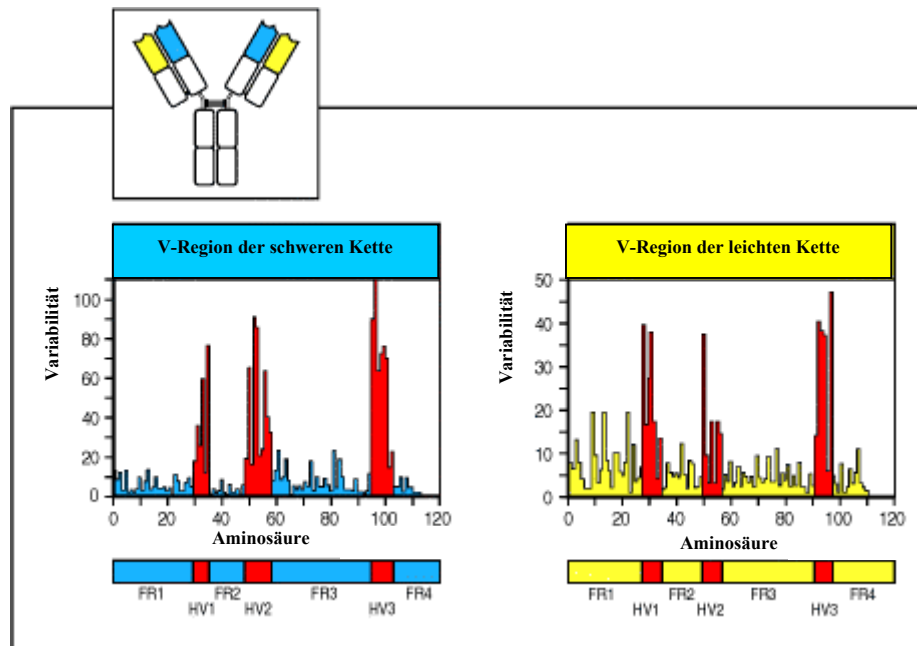 V-Region der schweren Kette
Variabilität
100
80
60
40
20
0
0 20 40 60 80 100 120
Aminosäure
FR1 HV1 FR2 HV2 FR3 HV3 FR4
V-Region der leichten Kette
Variabilität
50
40
30
20
10
0
0 20 40 60 80 100 120
Aminosäure
FR1 HV1 FR2 HV2 FR3 HV3 FR4